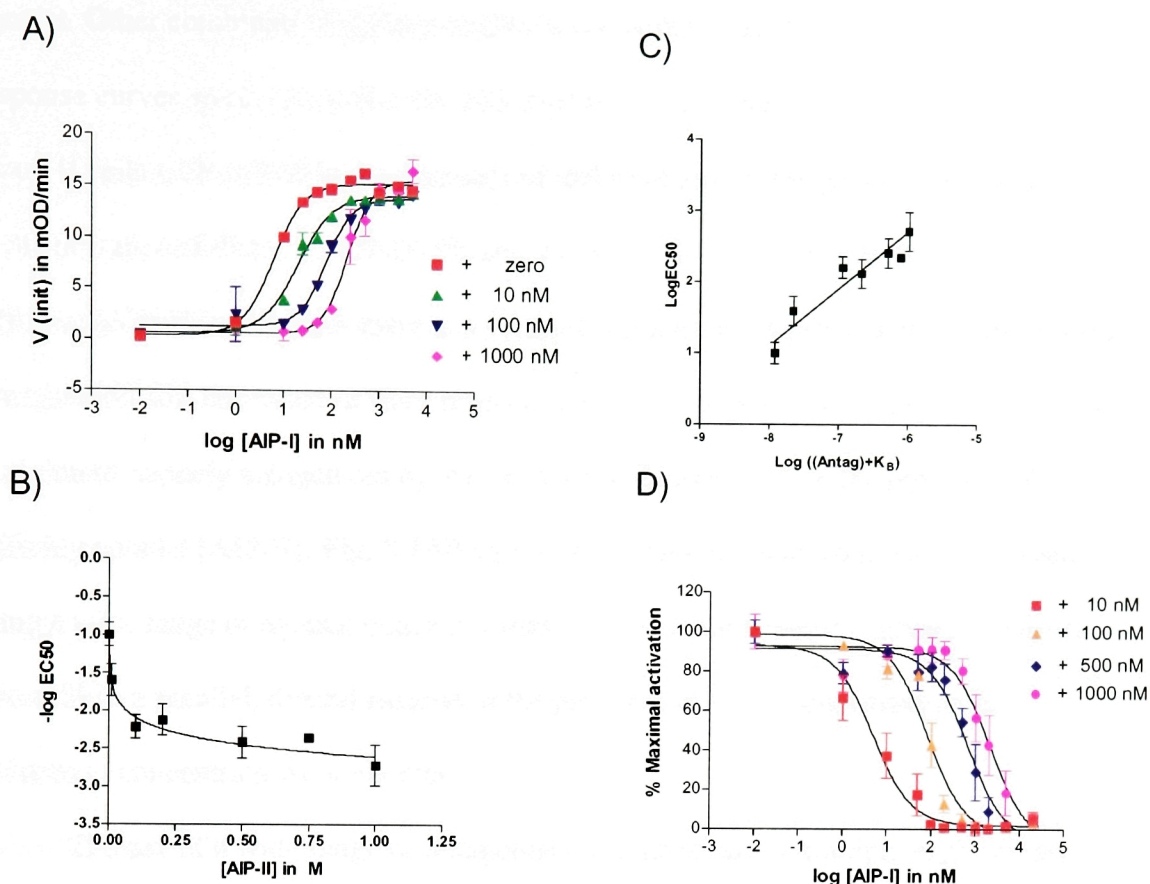 A)
20
15
10
5
0
-5
V (init) in mOD/min
-3 -2 -1 0 1 2 3 4 5
log [AIP-I] in nM
+ zero
+ 10 nM
+ 100 nM
+ 1000 nM
B)
0.0
-0.5
-1.0
-1.5
-2.0
-2.5
-3.0
-3.5
-log EC50
0.00 0.25 0.50 0.75 1.00 1.25
[AIP-II] in M
C)
4
3
2
1
0
LogEC50
-9 -8 -7 -6 -5
Log ((Antag)+K_B)
D)
120
100
80
60
40
20
0
% Maximal activation
-3 -2 -1 0 1 2 3 4 5
log [AIP-I] in nM
+ 10 nM
+ 100 nM
+ 500 nM
+ 1000 nM